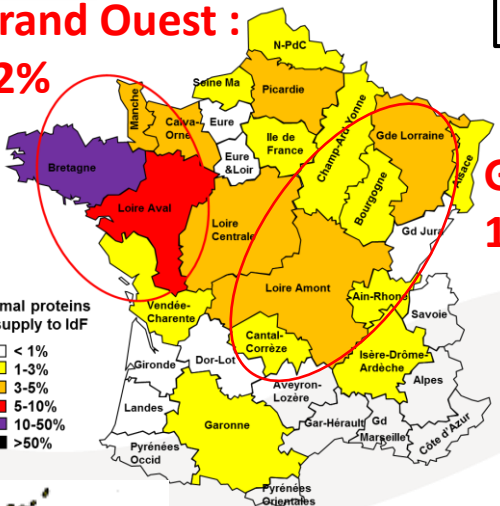 rand Ouest :
2%
N-PdC
Seine Ma
Picardie
Manche
Calva-
Orne
Eure
Ile de
France
Champ-Ard-Yonne
Gde Lorraine
Alsace
Eure
&Loir
Bretagne
Loire Aval
Loire
Centrale
Bourgogne
Gd Jura
G
1
Loire Amont
Vendée-
Charente
Ain-Rhone
Savoie
Cantal-
Corrèze
Isère-Drôme-
Ardèche
mal proteins
supply to IdF
< 1%
1-3%
3-5%
5-10%
10-50%
>50%
Gironde
Dor-Lot
Aveyron-
Lozère
Alpes
Landes
Garonne
Gar-Hérault
Gd
Marseille
Côte d'Azur
Pyrénées
Occid
Pyrénées
Orientales